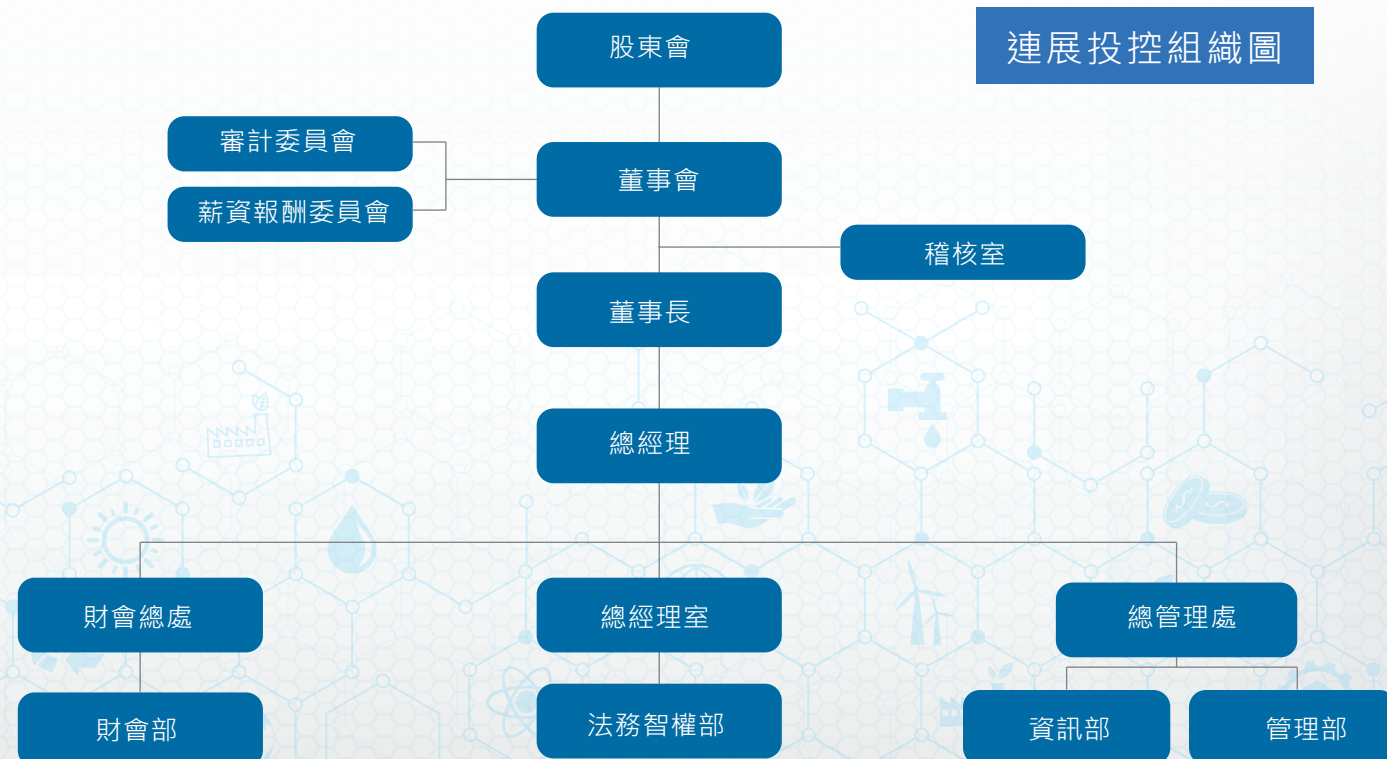 連展投控組織圖
股東會
審計委員會
董事會
薪資報酬委員會
稽核室
董事長
總經理
財會總處
總經理室
總管理處
財會部
法務智權部
資訊部
管理部